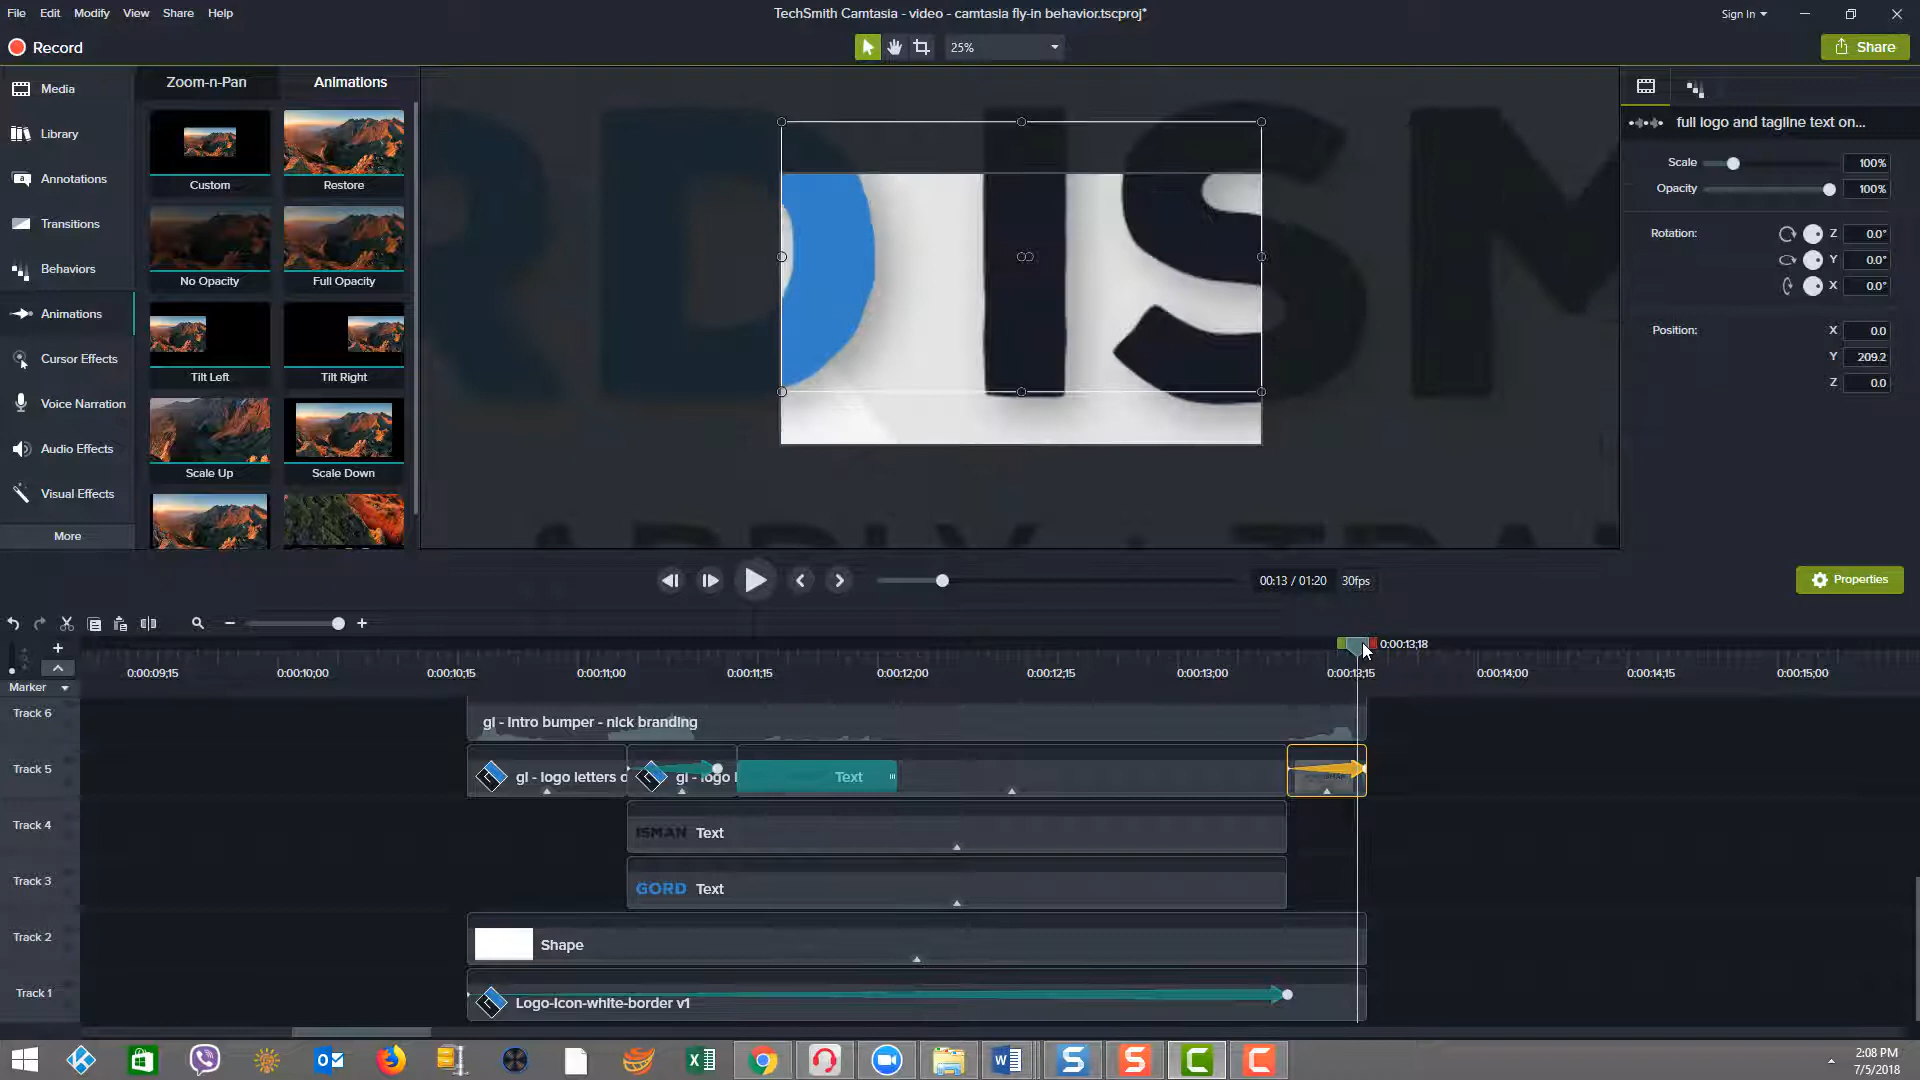 File Edit Modify View Share Help
TechSmith Camtasia - video - camtasia fly-in behavior.tscproj*
Sign In
Record
25%
Share
Media
Library
Annotations
Transitions
Behaviors
Animations
Cursor Effects
Voice Narration
Audio Effects
Visual Effects
More
Zoom-n-Pan Animations
Custom Restore
No Opacity Full Opacity
Tilt Left Tilt Right
Scale Up Scale Down
RD ISM
full logo and tagline text on...
Scale 100%
Opacity 100%
Rotation: Z 0.0°
Y 0.0°
X 0.0°
Position: X 0.0
Y 209.2
Z 0.0
00:13 / 01:20 30fps
Properties
0:00:13;18
0:00:09;15 0:00:10;00 0:00:10;15 0:00:11;00 0:00:11;15 0:00:12;00 0:00:12;15 0:00:13;00 0:00:13;15 0:00:14;00 0:00:14;15 0:00:15;00
Marker
Track 6 gi - intro bumper - nick branding
Track 5 gi - logo letters o gi - logo l Text
Track 4 ISMAN Text
Track 3 GORD Text
Track 2 Shape
Track 1 Logo-icon-white-border v1
2:08 PM
7/5/2018